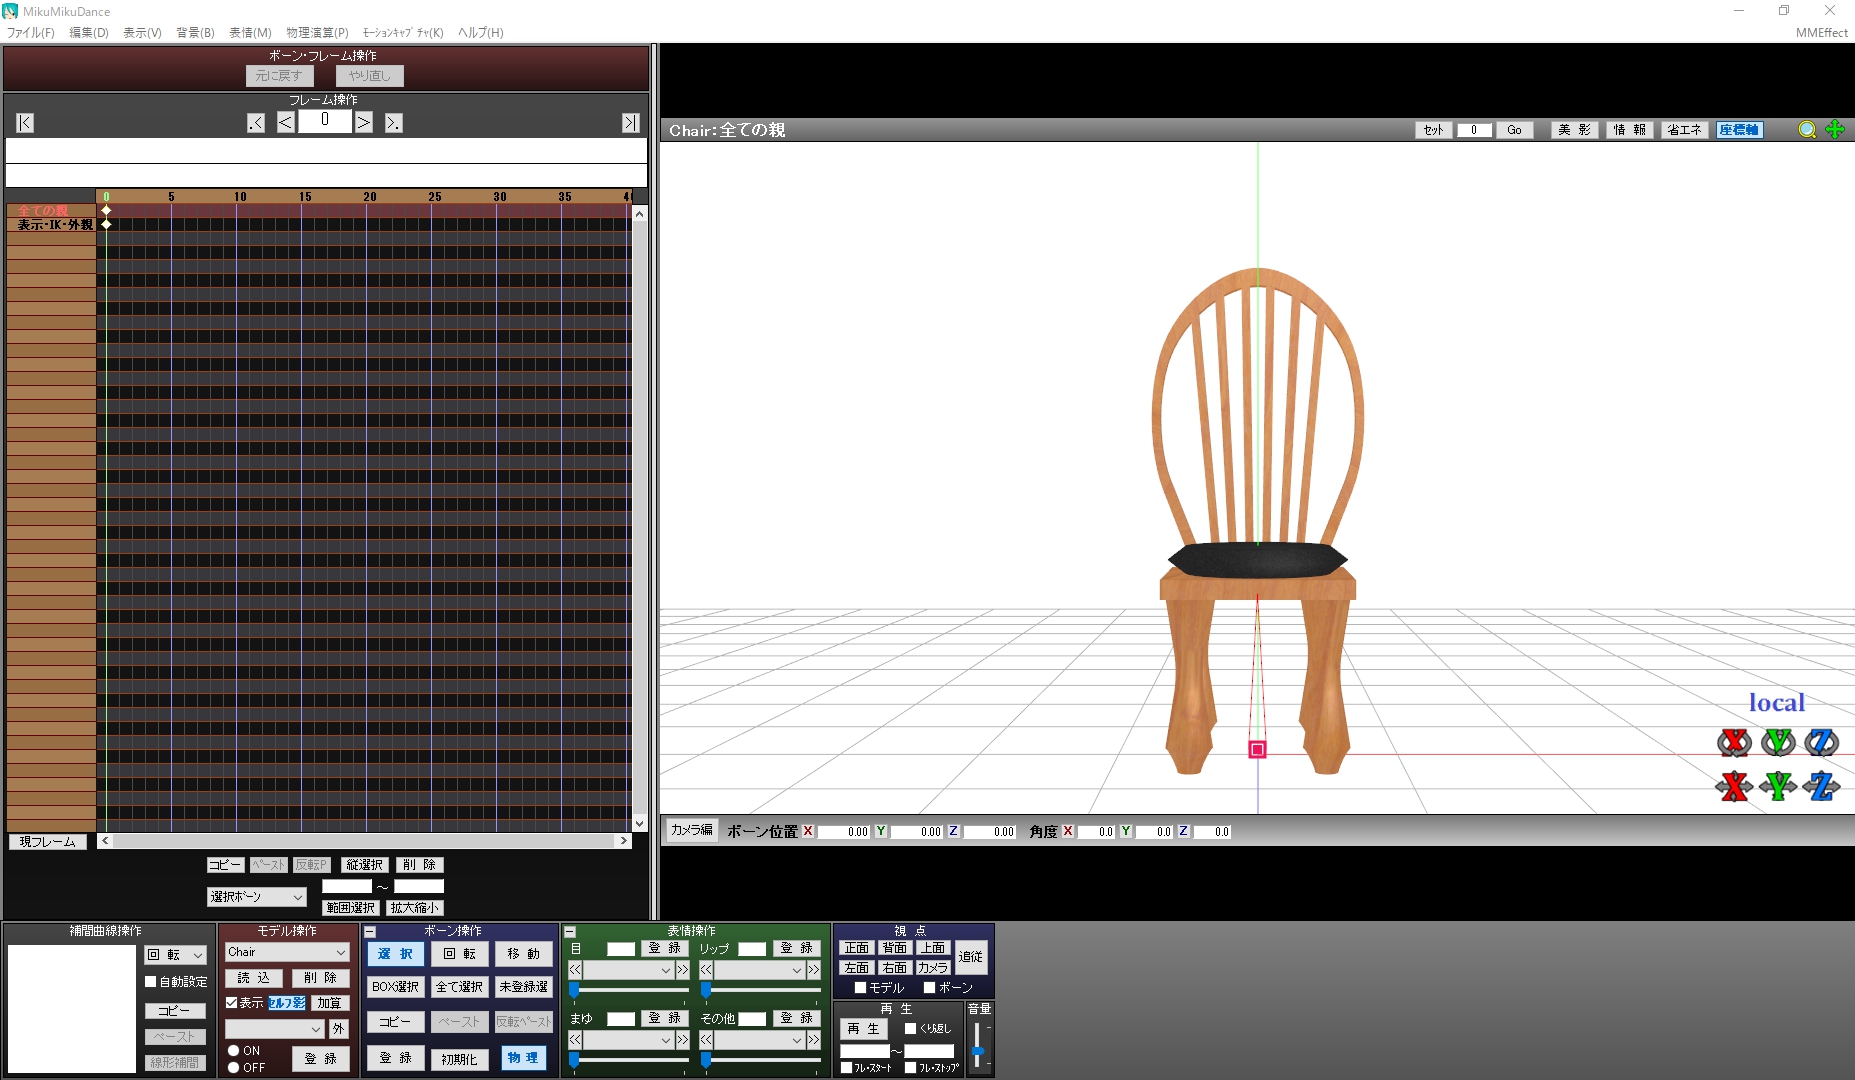 MikuMikuDance
ファイル(F) 編集(D) 表示(V) 背景(B) 表情(M) 物理演算(P) ﾓｰｼｮﾝｷｬﾌﾟﾁｬ(K) ヘルプ(H)
MMEffect
ボーン・フレーム操作
元に戻す やり直し
フレーム操作
|< .< < 0 > >. >|
Chair:全ての親
ｾｯﾄ 0 Go 美 影 情 報 省エネ 座標軸
0 5 10 15 20 25 30 35 4
全ての親
表示・IK・外親
local
X Y Z
X Y Z
現フレーム
カメラ編 ボーン位置 X 0.00 Y 0.00 Z 0.00 角度 X 0.0 Y 0.0 Z 0.0
コピー ﾍﾟｰｽﾄ 反転P 縦選択 削 除
選択ﾎﾞｰﾝ ～
範囲選択 拡大縮小
補間曲線操作
回 転
自動設定
コピー
ペースト
線形補間
モデル操作
Chair
読 込 削 除
表示 ｾﾙﾌ影 加算
外
ON
OFF
登 録
ボーン操作
選 択 回 転 移 動
BOX選択 全て選択 未登録選
コピー ペースト 反転ﾍﾟｰｽﾄ
登 録 初期化 物 理
表情操作
目 登 録 リップ 登 録
まゆ 登 録 その他 登 録
視 点
正面 背面 上面 追従
左面 右面 カメラ
モデル ボーン
再 生
再 生 くり返し
～
ﾌﾚ・ｽﾀｰﾄ ﾌﾚ・ｽﾄｯﾌﾟ
音量